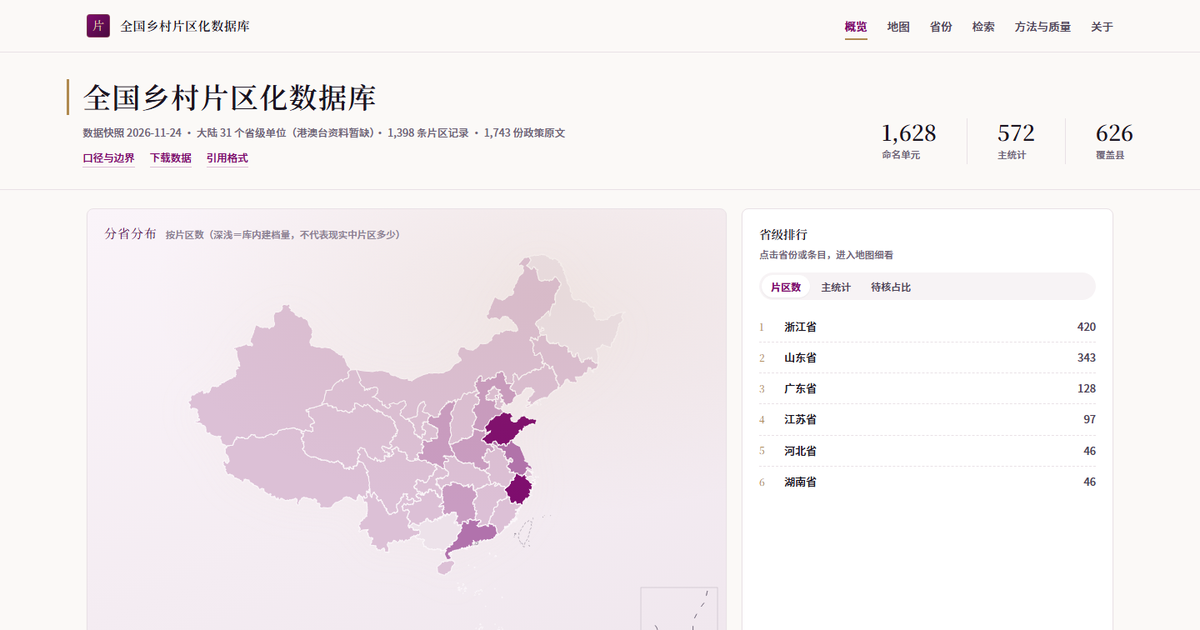 片 全国乡村片区化数据库
概览 地图 省份 检索 方法与质量 关于
全国乡村片区化数据库
数据快照 2026-11-24 · 大陆 31 个省级单位（港澳台资料暂缺）· 1,398 条片区记录 · 1,743 份政策原文
口径与边界 下载数据 引用格式
1,628 572 626
命名单元 主统计 覆盖县
分省分布 按片区数（深浅＝库内建档量，不代表现实中片区多少）
省级排行
点击省份或条目，进入地图细看
片区数 主统计 待核占比
1 浙江省 420
2 山东省 343
3 广东省 128
4 江苏省 97
5 河北省 46
6 湖南省 46